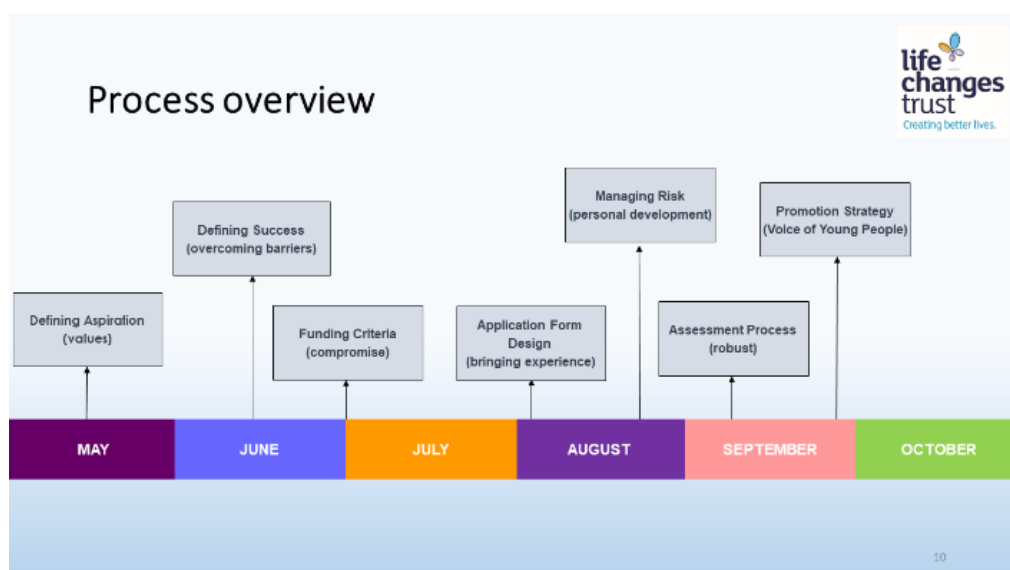 life
changes
trust
Creating better lives.
Process overview
Defining Aspiration
(values)
Defining Success
(overcoming barriers)
Funding Criteria
(compromise)
Application Form
Design
(bringing experience)
Managing Risk
(personal development)
Assessment Process
(robust)
Promotion Strategy
(Voice of Young People)
MAY
JUNE
JULY
AUGUST
SEPTEMBER
OCTOBER
10